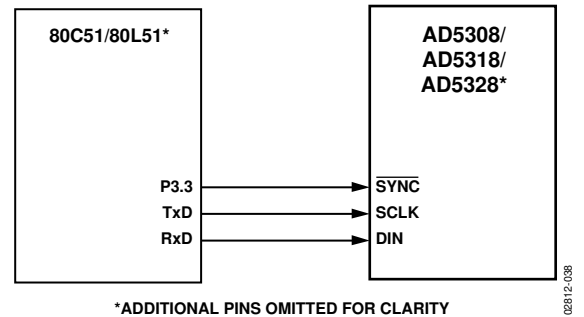 80C51/80L51*
AD5308/
AD5318/
AD5328*
P3.3
SYNC
TxD
SCLK
RxD
DIN
*ADDITIONAL PINS OMITTED FOR CLARITY
02812-038